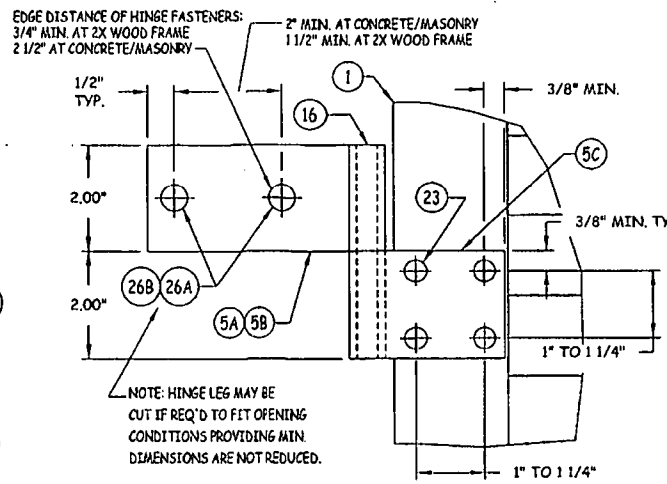 EDGE DISTANCE OF HINGE FASTENERS:
3/4" MIN. AT 2X WOOD FRAME
2 1/2" AT CONCRETE/MASONRY
2" MIN. AT CONCRETE/MASONRY
1 1/2" MIN. AT 2X WOOD FRAME
1/2"
TYP.
1
3/8" MIN.
16
5C
2.00"
23
3/8" MIN. TY
26B 26A
5A 5B
2.00"
1" TO 1 1/4"
NOTE: HINGE LEG MAY BE
CUT IF REQ'D TO FIT OPENING
CONDITIONS PROVIDING MIN.
DIMENSIONS ARE NOT REDUCED.
1" TO 1 1/4"